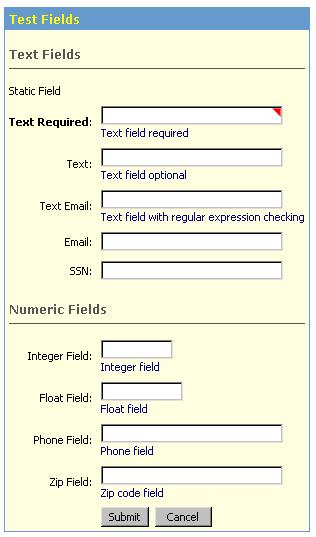 Test Fields
Text Fields
Static Field
Text Required:
Text field required
Text:
Text field optional
Text Email:
Text field with regular expression checking
Email:
SSN:
Numeric Fields
Integer Field:
Integer field
Float Field:
Float field
Phone Field:
Phone field
Zip Field:
Zip code field
Submit Cancel